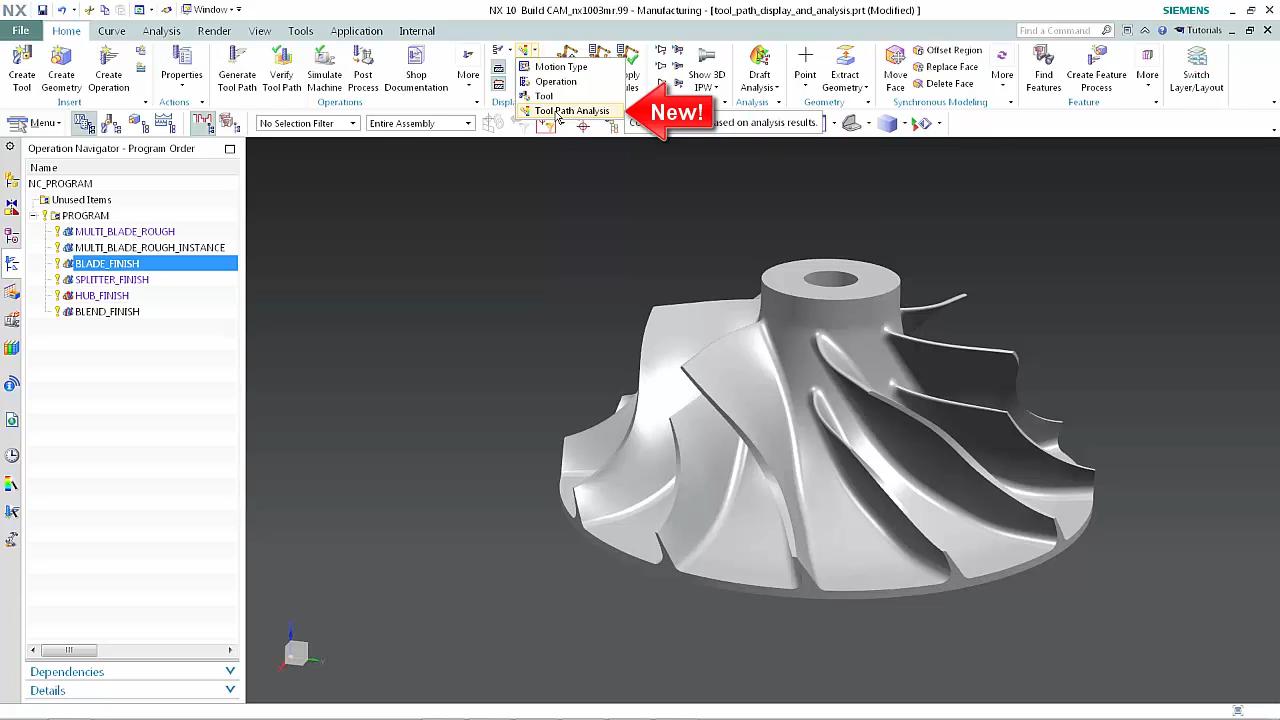 NX
Window
NX 10 Build CAM_nx1003mr.99 - Manufacturing - [tool_path_display_and_analysis.prt (Modified) ]
SIEMENS
File
Home
Curve
Analysis
Render
View
Tools
Application
Internal
Find a Command
Tutorials
Create Tool
Create Geometry
Create Operation
Insert
Properties
Actions
Generate Tool Path
Verify Tool Path
Simulate Machine
Post Process
Shop Documentation
More
Operations
Motion Type
Operation
Tool
Tool Path Analysis
New!
based on analysis results.
Show 3D IPW
Draft Analysis
Analysis
Point
Extract Geometry
Geometry
Move Face
Offset Region
Replace Face
Delete Face
More
Synchronous Modeling
Find Features
Create Feature Process
More
Feature
Switch Layer/Layout
Menu
No Selection Filter
Entire Assembly
Operation Navigator - Program Order
Name
NC_PROGRAM
Unused Items
PROGRAM
MULTI_BLADE_ROUGH
MULTI_BLADE_ROUGH_INSTANCE
BLADE_FINISH
SPLITTER_FINISH
HUB_FINISH
BLEND_FINISH
Dependencies
Details